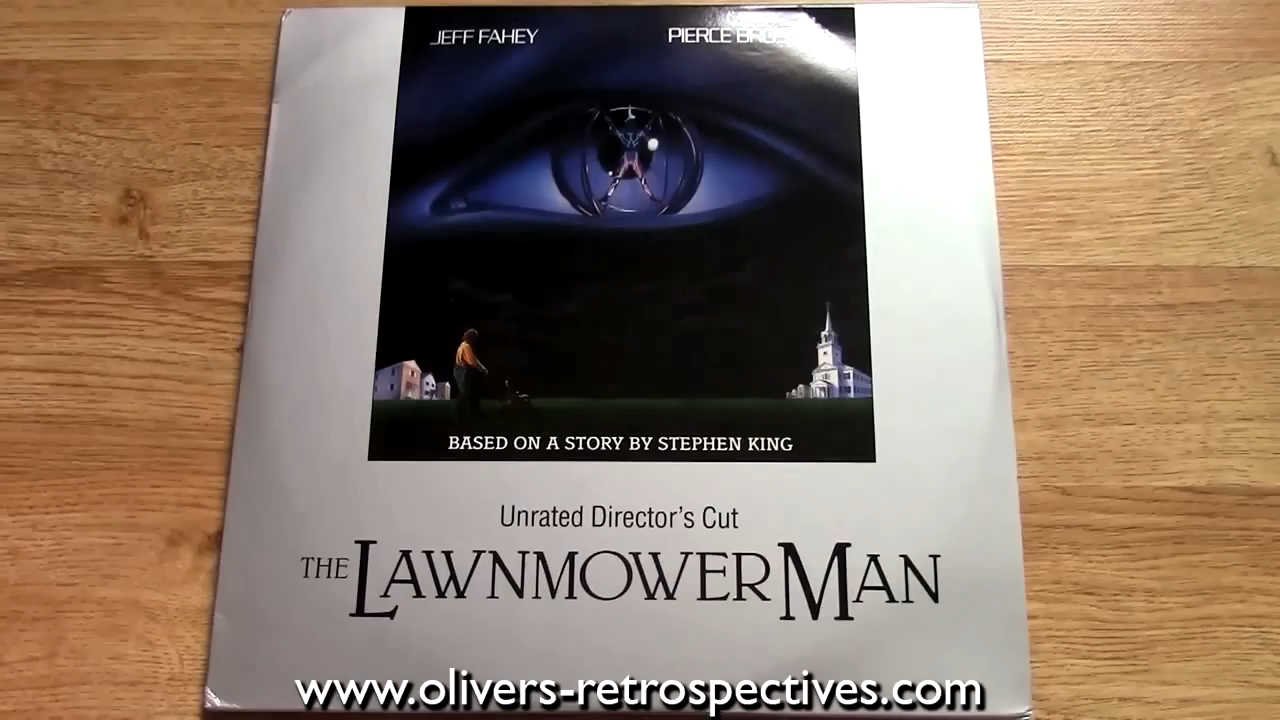 JEFF FAHEY PIERCE
BASED ON A STORY BY STEPHEN KING
Unrated Director's Cut
THE LAWNMOWER MAN
www.olivers-retrospectives.com